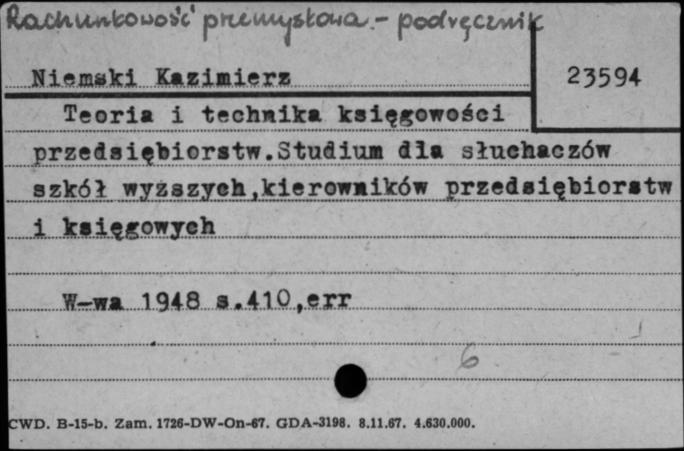 Rachunkowość przemysłowa - podręcznik
Niemski Kazimierz
23594
Teoria i technika księgowości
przedsiębiorstw.Studium dla słuchaczów
szkół wyższych,kierowników przedsiębiorstw
i księgowych
W-wa 1948 s.410,err
6
CWD. B-15-b. Zam. 1726-DW-On-67. GDA-3198. 8.11.67. 4.630.000.